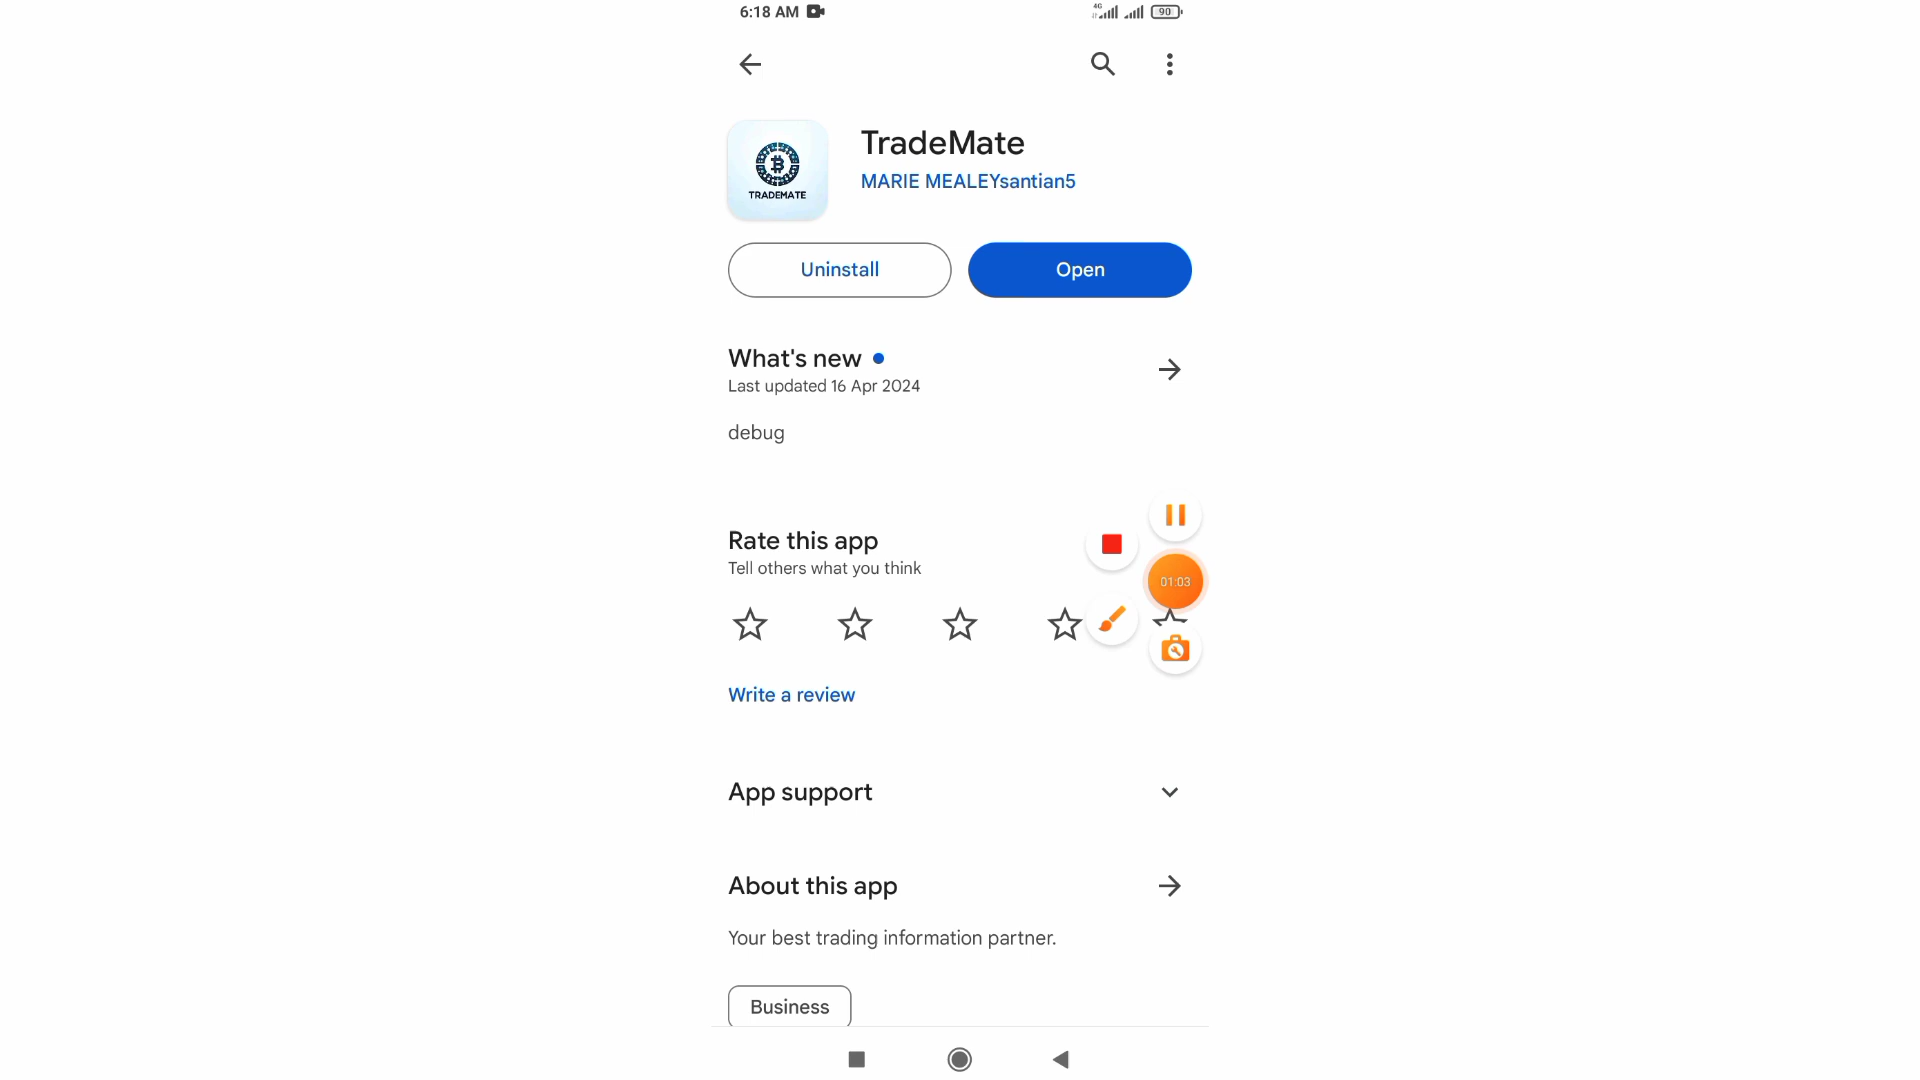 6:18 AM
4G
90
TradeMate
TRADEMATE
MARIE MEALEYsantian5
Uninstall
Open
What's new
Last updated 16 Apr 2024
debug
Rate this app
Tell others what you think
01:03
Write a review
App support
About this app
Your best trading information partner.
Business